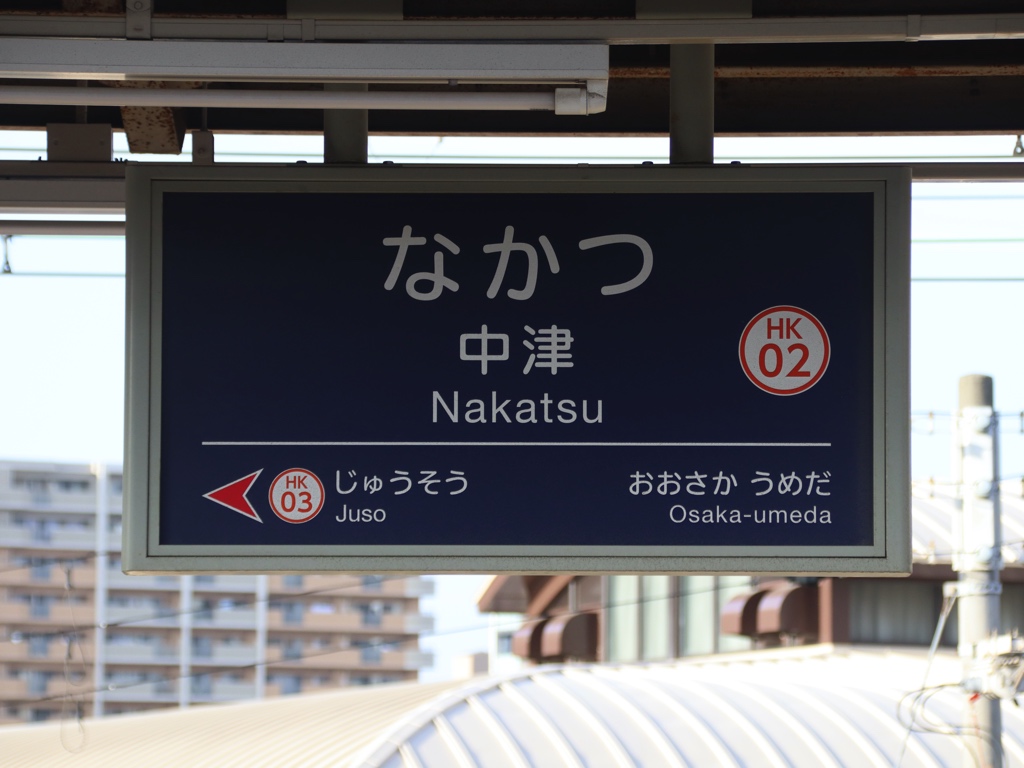 なかつ
中津
Nakatsu
HK
02
HK
03
じゅうそう
Juso
おおさか うめだ
Osaka-umeda